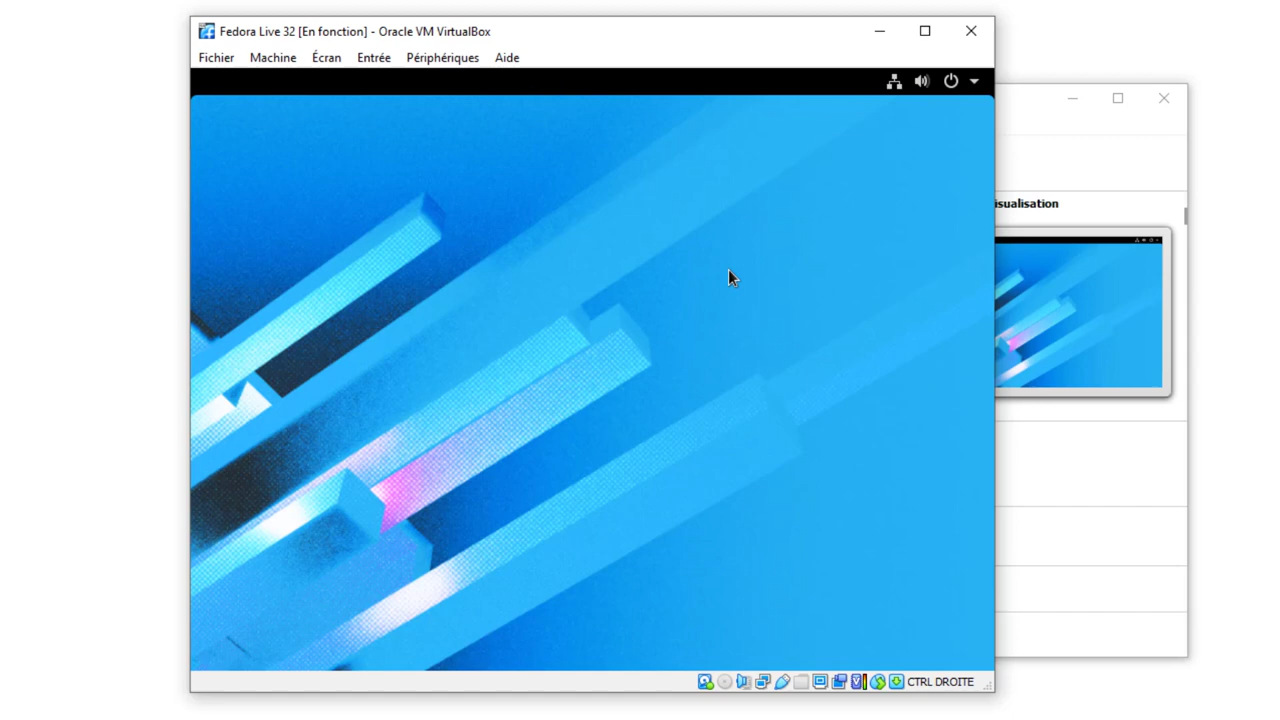 Fedora Live 32 [En fonction] - Oracle VM VirtualBox
Fichier Machine Écran Entrée Périphériques Aide
isualisation
CTRL DROITE